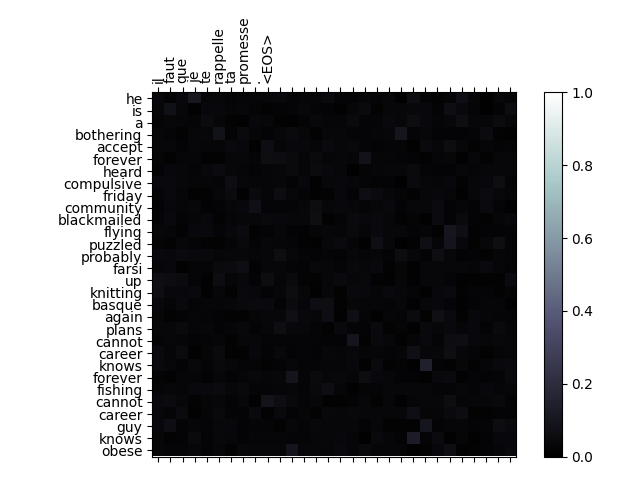 il
faut
que
je
te
rappelle
ta
promesse
.
<EOS>
he
is
a
bothering
accept
forever
heard
compulsive
friday
community
blackmailed
flying
puzzled
probably
farsi
up
knitting
basque
again
plans
cannot
career
knows
forever
fishing
cannot
career
guy
knows
obese
1.0
0.8
0.6
0.4
0.2
0.0